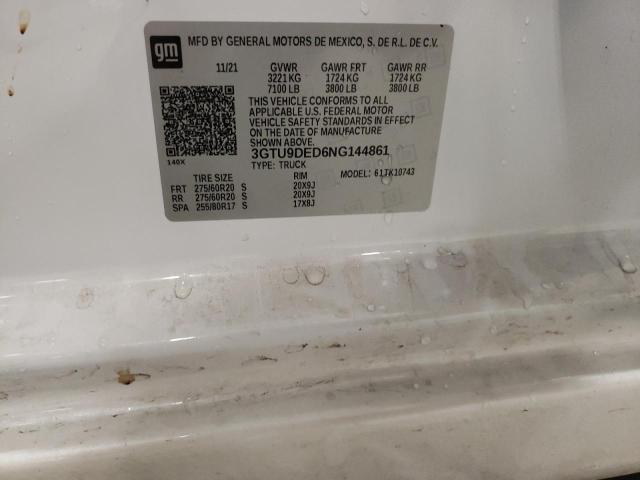 gm MFD BY GENERAL MOTORS DE MEXICO, S. DE R.L. DE C.V.
11/21 GVWR GAWR FRT GAWR RR
3221 KG 1724 KG 1724 KG
7100 LB 3800 LB 3800 LB
THIS VEHICLE CONFORMS TO ALL
APPLICABLE U.S. FEDERAL MOTOR
VEHICLE SAFETY STANDARDS IN EFFECT
ON THE DATE OF MANUFACTURE
SHOWN ABOVE.
3GTU9DED6NG144861
140X TYPE: TRUCK
TIRE SIZE RIM MODEL: 61TK10743
FRT 275/60R20 S 20X9J
RR 275/60R20 S 20X9J
SPA 255/80R17 S 17X8J